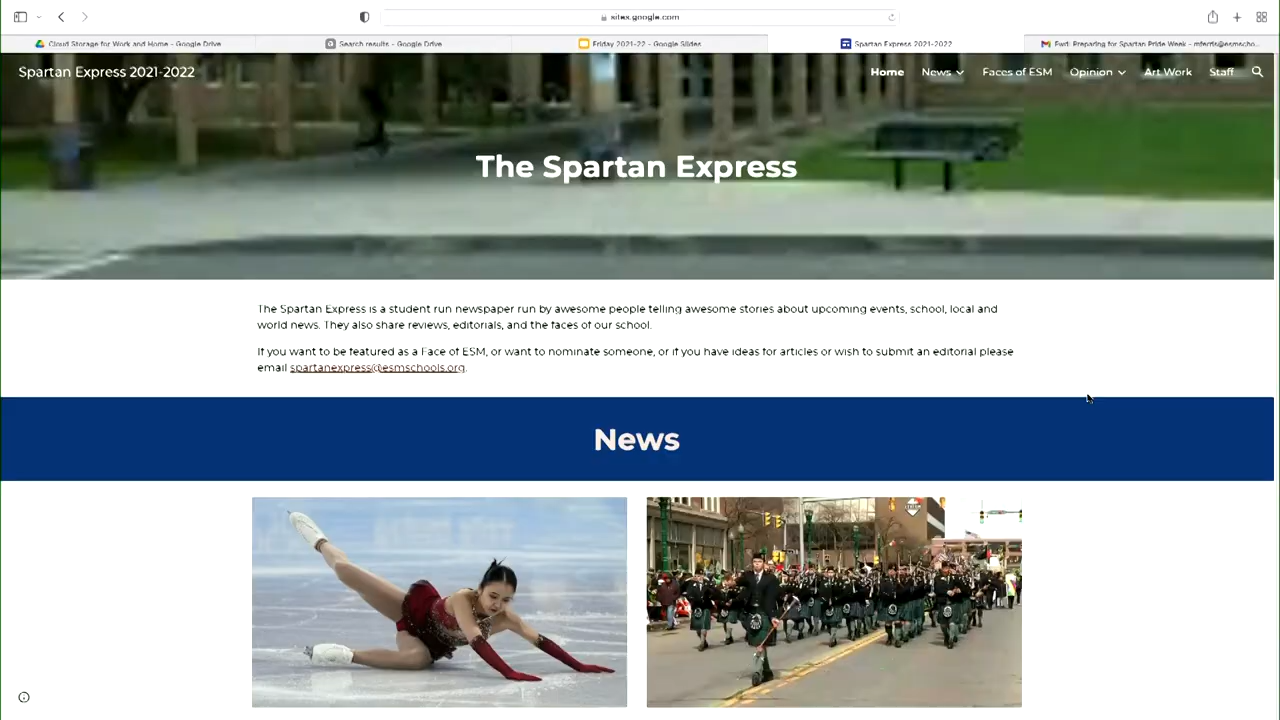 sites.google.com
Cloud Storage for Work and Home - Google Drive
Search results - Google Drive
Friday 2021-22 - Google Slides
Spartan Express 2021-2022
Fwd: Preparing for Spartan Pride Week - mferris@esmscho...
Spartan Express 2021-2022
Home News Faces of ESM Opinion Art Work Staff
The Spartan Express
The Spartan Express is a student run newspaper run by awesome people telling awesome stories about upcoming events, school, local and
world news. They also share reviews, editorials, and the faces of our school.
If you want to be featured as a Face of ESM, or want to nominate someone, or if you have ideas for articles or wish to submit an editorial please
email spartanexpress@esmschools.org.
News